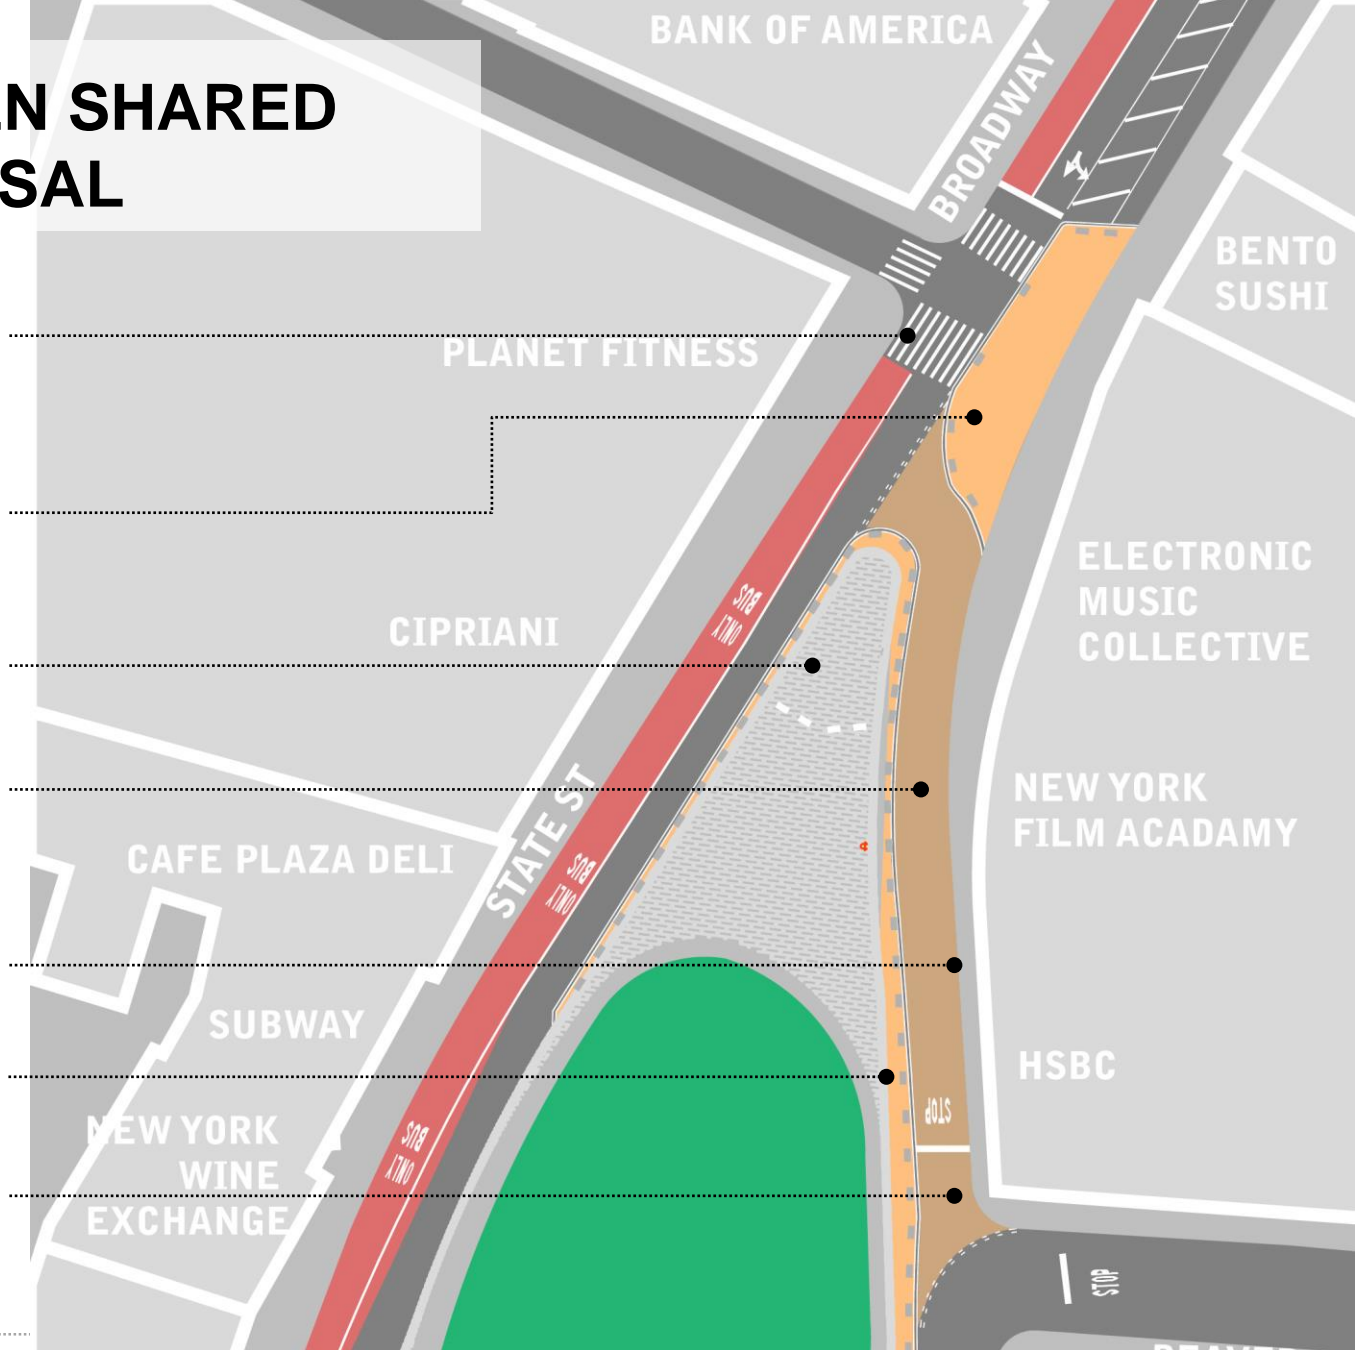 EN SHARED
SAL
BANK OF AMERICA
BROADWAY
BENTO
SUSHI
PLANET FITNESS
ELECTRONIC
MUSIC
COLLECTIVE
CIPRIANI
BUS
ONLY
NEW YORK
FILM ACADAMY
STATE ST
CAFE PLAZA DELI
BUS
ONLY
SUBWAY
HSBC
NEW YORK
WINE
EXCHANGE
BUS
ONLY
STOP
STOP